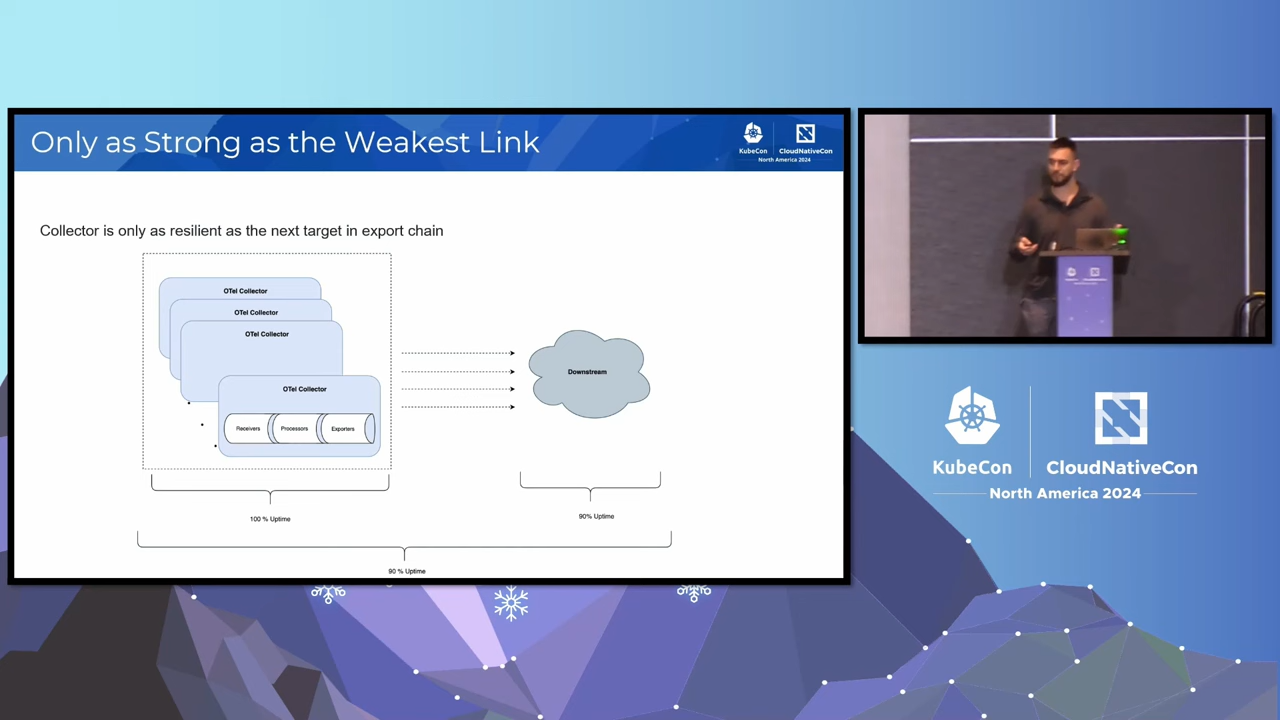 Only as Strong as the Weakest Link
KubeCon
CloudNativeCon
North America 2024
Collector is only as resilient as the next target in export chain
OTel Collector
OTel Collector
OTel Collector
OTel Collector
Receivers
Processors
Exporters
Downstream
100 % Uptime
90% Uptime
90 % Uptime
KubeCon
CloudNativeCon
North America 2024